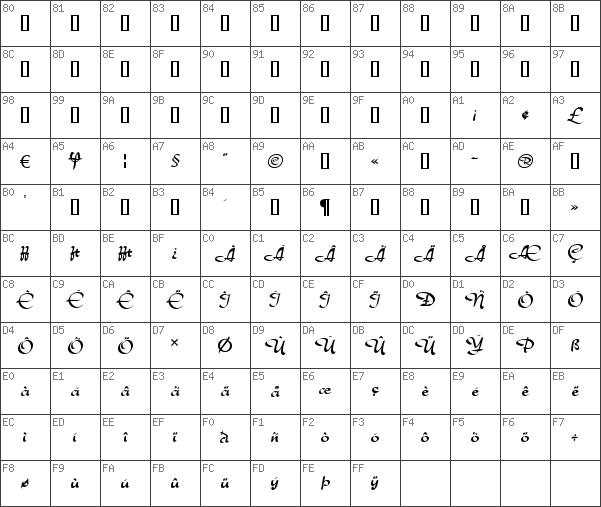 80 81 82 83 84 85 86 87 88 89 8A 8B
8C 8D 8E 8F 90 91 92 93 94 95 96 97
98 99 9A 9B 9C 9D 9E 9F A0 A1 A2 A3
¡ ¢ £
A4 A5 A6 A7 A8 A9 AA AB AC AD AE AF
€ ¦ § ¨ © « - ®
B0 B1 B2 B3 B4 B5 B6 B7 B8 B9 BA BB
' ´ ¶ »
BC BD BE BF C0 C1 C2 C3 C4 C5 C6 C7
ff ft fft ¿ À Á Â Ã Ä Å Æ Ç
C8 C9 CA CB CC CD CE CF D0 D1 D2 D3
È É Ê Ë Ì Í Î Ï Ð Ñ Ò Ó
D4 D5 D6 D7 D8 D9 DA DB DC DD DE DF
Ô Õ Ö × Ø Ù Ú Û Ü Ý Þ ß
E0 E1 E2 E3 E4 E5 E6 E7 E8 E9 EA EB
à á â ã ä å æ ç è é ê ë
EC ED EE EF F0 F1 F2 F3 F4 F5 F6 F7
ì í î ï ð ñ ò ó ô õ ö ÷
F8 F9 FA FB FC FD FE FF
ø ù ú û ü ý þ ÿ